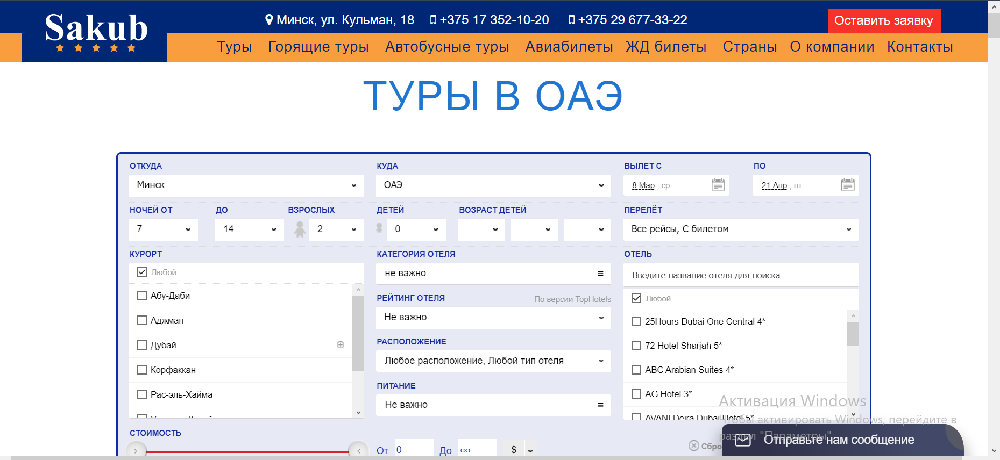 Sakub
Минск, ул. Кульман, 18 +375 17 352-10-20 +375 29 677-33-22
Оставить заявку
Туры Горящие туры Автобусные туры Авиабилеты ЖД билеты Страны О компании Контакты
ТУРЫ В ОАЭ
ОТКУДА КУДА ВЫЛЕТ С ПО
Минск ОАЭ 8 Мар , ср – 21 Апр , пт
НОЧЕЙ ОТ ДО ВЗРОСЛЫХ ДЕТЕЙ ВОЗРАСТ ДЕТЕЙ ПЕРЕЛЁТ
7 – 14 2 0 Все рейсы, С билетом
КУРОРТ КАТЕГОРИЯ ОТЕЛЯ ОТЕЛЬ
Любой
Абу-Даби
Аджман
Дубай
Корфаккан
Рас-эль-Хайма
Умм-эль-Кувейн
не важно
РЕЙТИНГ ОТЕЛЯ По версии TopHotels
Не важно
РАСПОЛОЖЕНИЕ
Любое расположение, Любой тип отеля
ПИТАНИЕ
Не важно
Введите название отеля для поиска
Любой
25Hours Dubai One Central 4*
72 Hotel Sharjah 5*
ABC Arabian Suites 4*
AG Hotel 3*
AVANI Deira Dubai Hotel 5*
Активация Windows
Чтобы активировать Windows, перейдите в
раздел "Параметры".
СТОИМОСТЬ
От 0 До ∞ $
Сбро
Отправьте нам сообщение